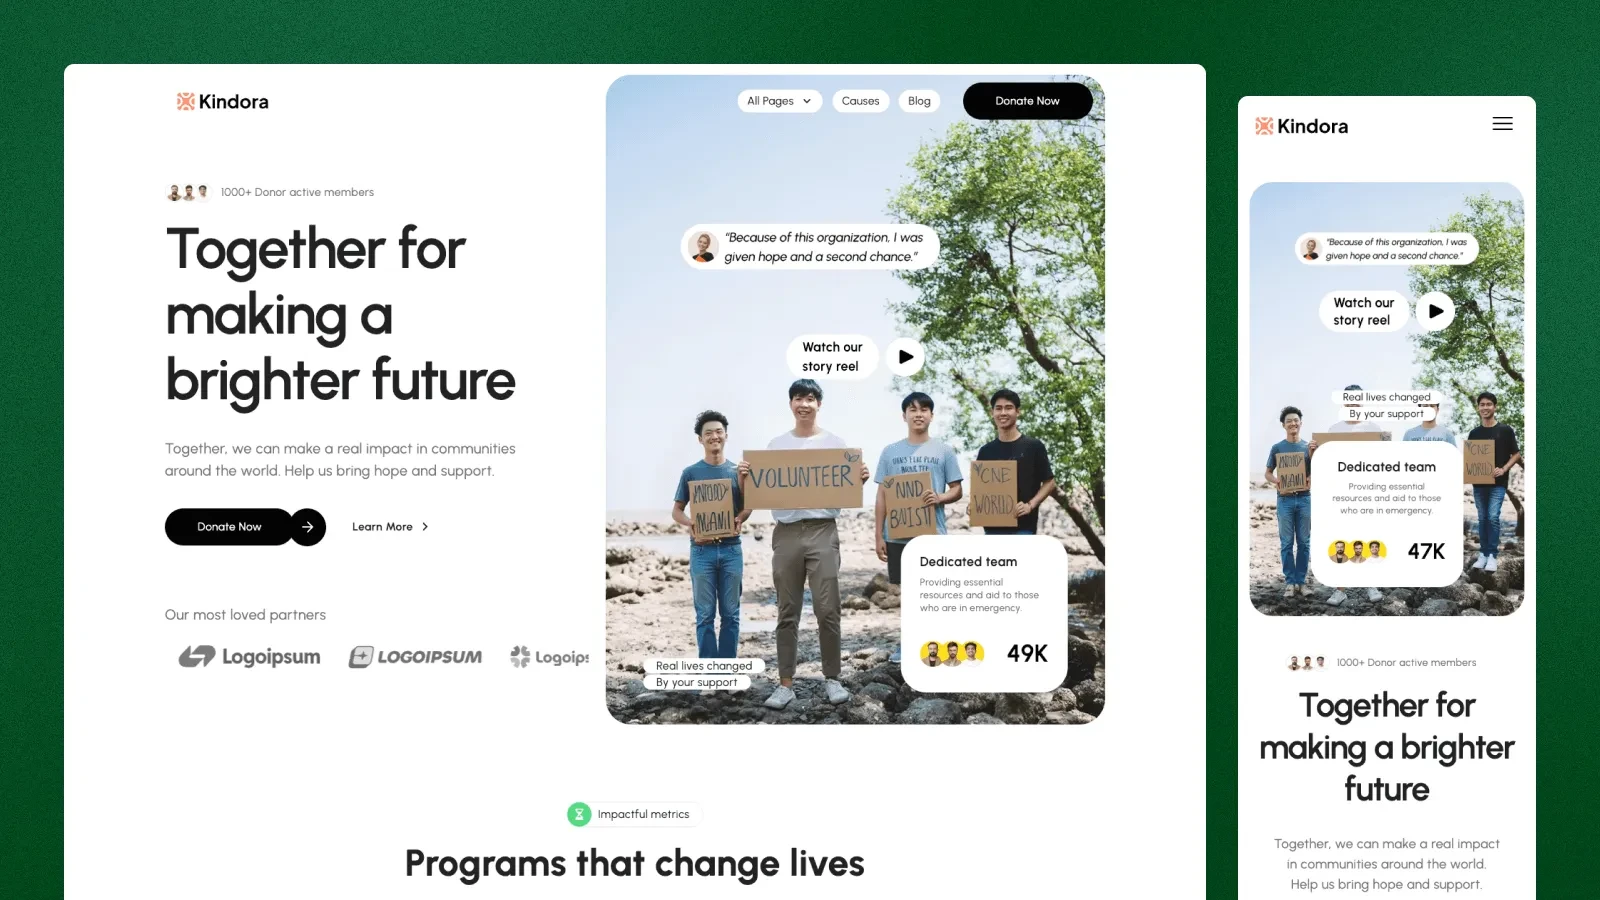 Kindora
All Pages
Causes
Blog
Donate Now
1000+ Donor active members
Together for
making a
brighter future
Together, we can make a real impact in communities
around the world. Help us bring hope and support.
Donate Now
Learn More
Our most loved partners
Logoipsum
LOGOIPSUM
Logoips
"Because of this organization, I was
given hope and a second chance."
Watch our
story reel
VOLUNTEER
WORLD
Dedicated team
Providing essential
resources and aid to those
who are in emergency.
49K
Real lives changed
By your support
Impactful metrics
Programs that change lives
Kindora
"Because of this organization, I was
given hope and a second chance."
Watch our
story reel
Real lives changed
By your support
Dedicated team
Providing essential
resources and aid to those
who are in emergency.
47K
1000+ Donor active members
Together for
making a brighter
future
Together, we can make a real impact
in communities around the world.
Help us bring hope and support.